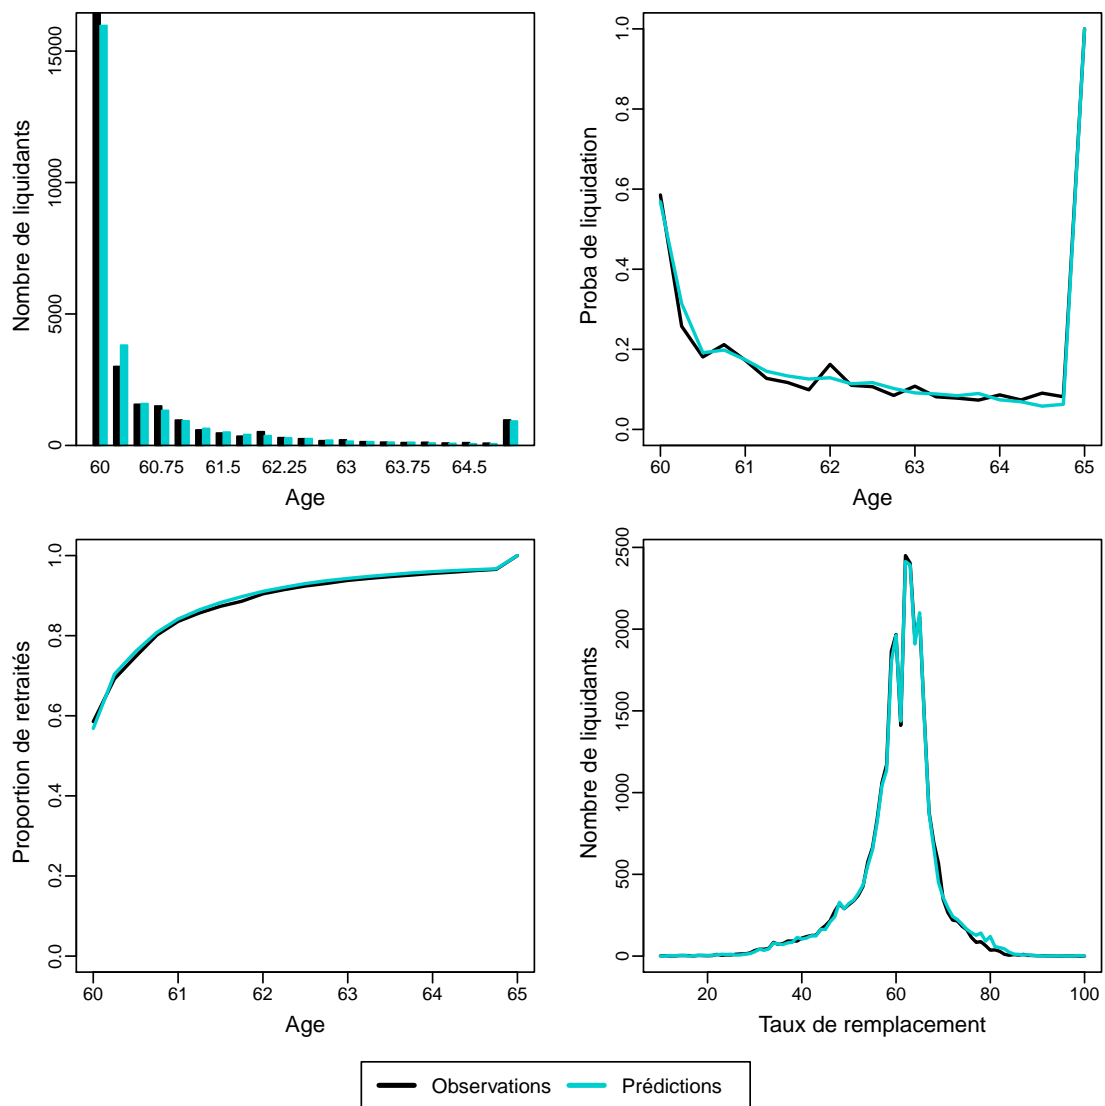 Nombre de liquidants
15000
10000
5000
0
60 60.75 61.5 62.25 63 63.75 64.5
Age
Proba de liquidation
1.0
0.8
0.6
0.4
0.2
0.0
60 61 62 63 64 65
Age
Proportion de retraités
1.0
0.8
0.6
0.4
0.2
0.0
60 61 62 63 64 65
Age
Nombre de liquidants
2500
2000
1500
1000
500
0
20 40 60 80 100
Taux de remplacement
Observations Prédictions